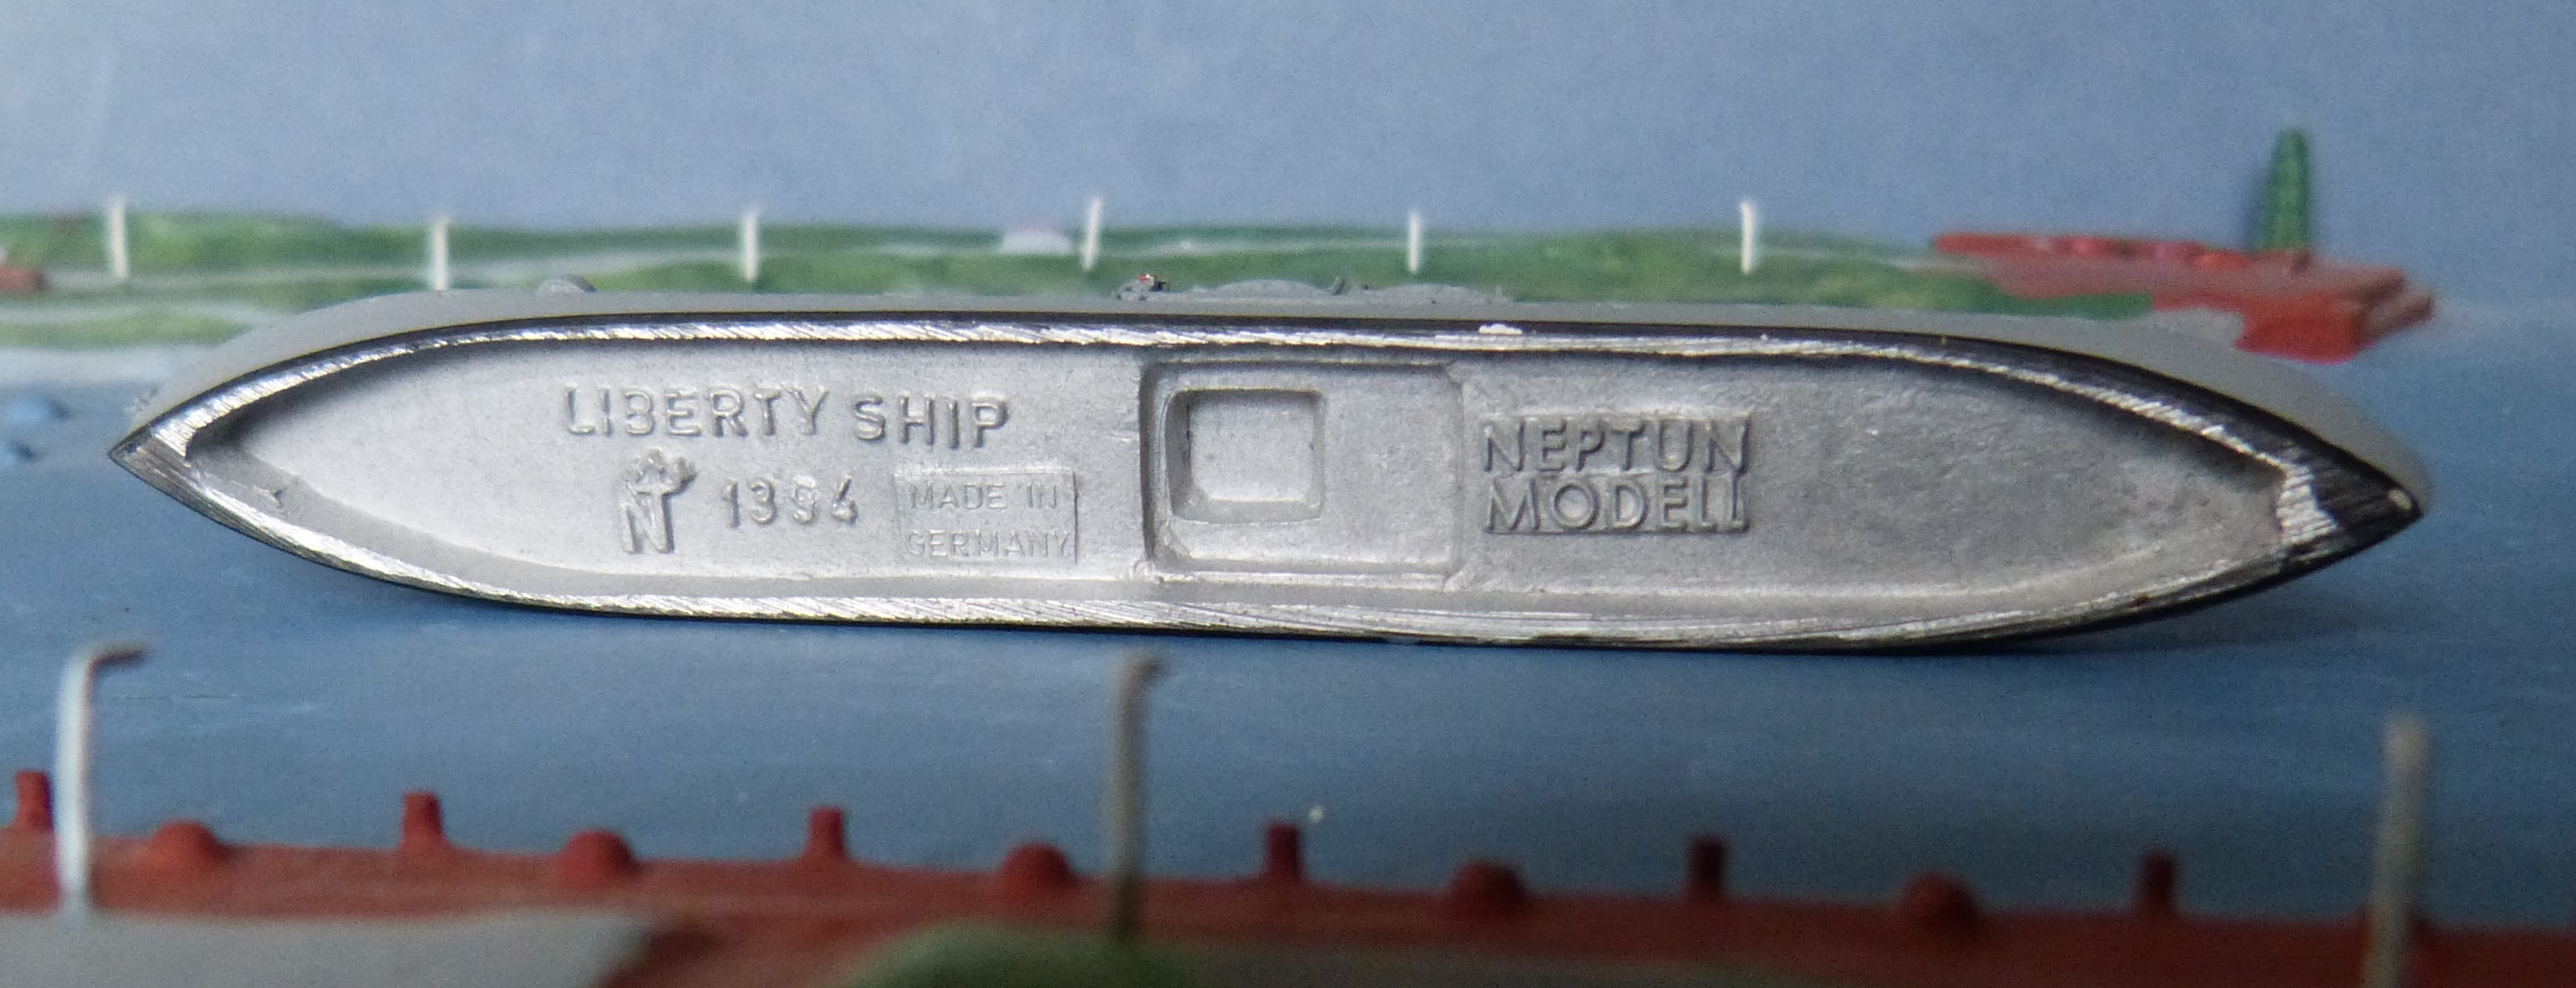 LIBERTY SHIP
N 1394
MADE IN
GERMANY
NEPTUN
MODELL